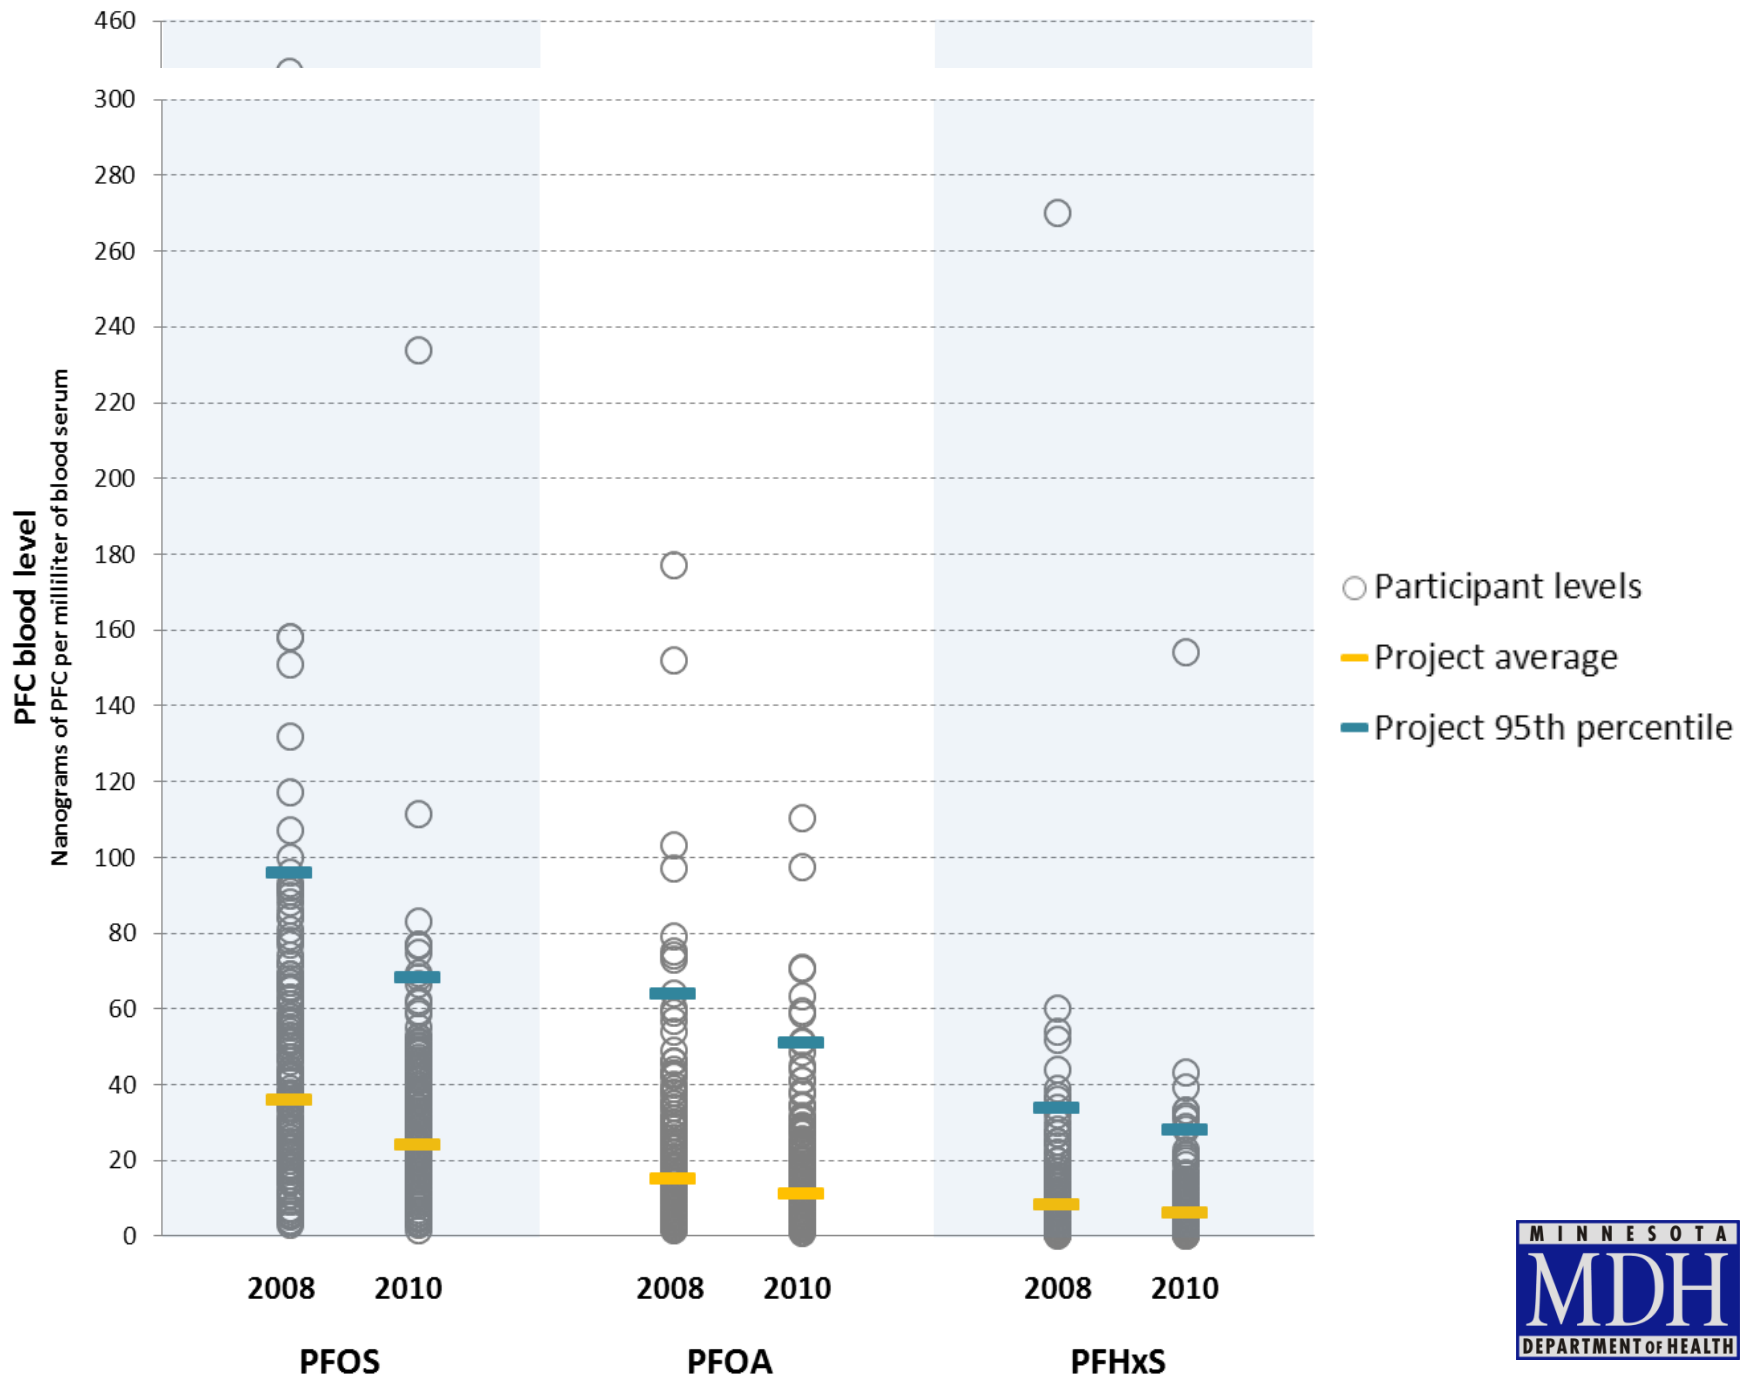 460
300
280
260
240
220
200
180
160
140
120
100
80
60
40
20
0
PFC blood level
Nanograms of PFC per milliliter of blood serum
2008 2010 2008 2010 2008 2010
PFOS PFOA PFHxS
Participant levels
Project average
Project 95th percentile
MINNESOTA
MDH
DEPARTMENT OF HEALTH